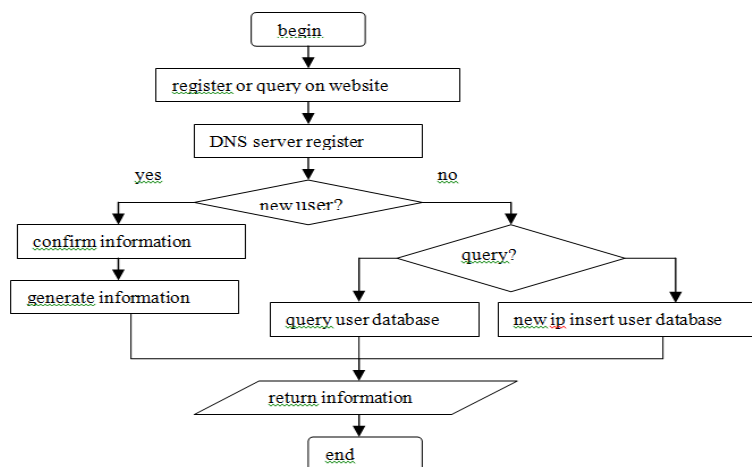 begin
register or query on website
DNS server register
yes
no
new user?
confirm information
query?
generate information
query user database
new ip insert user database
return information
end